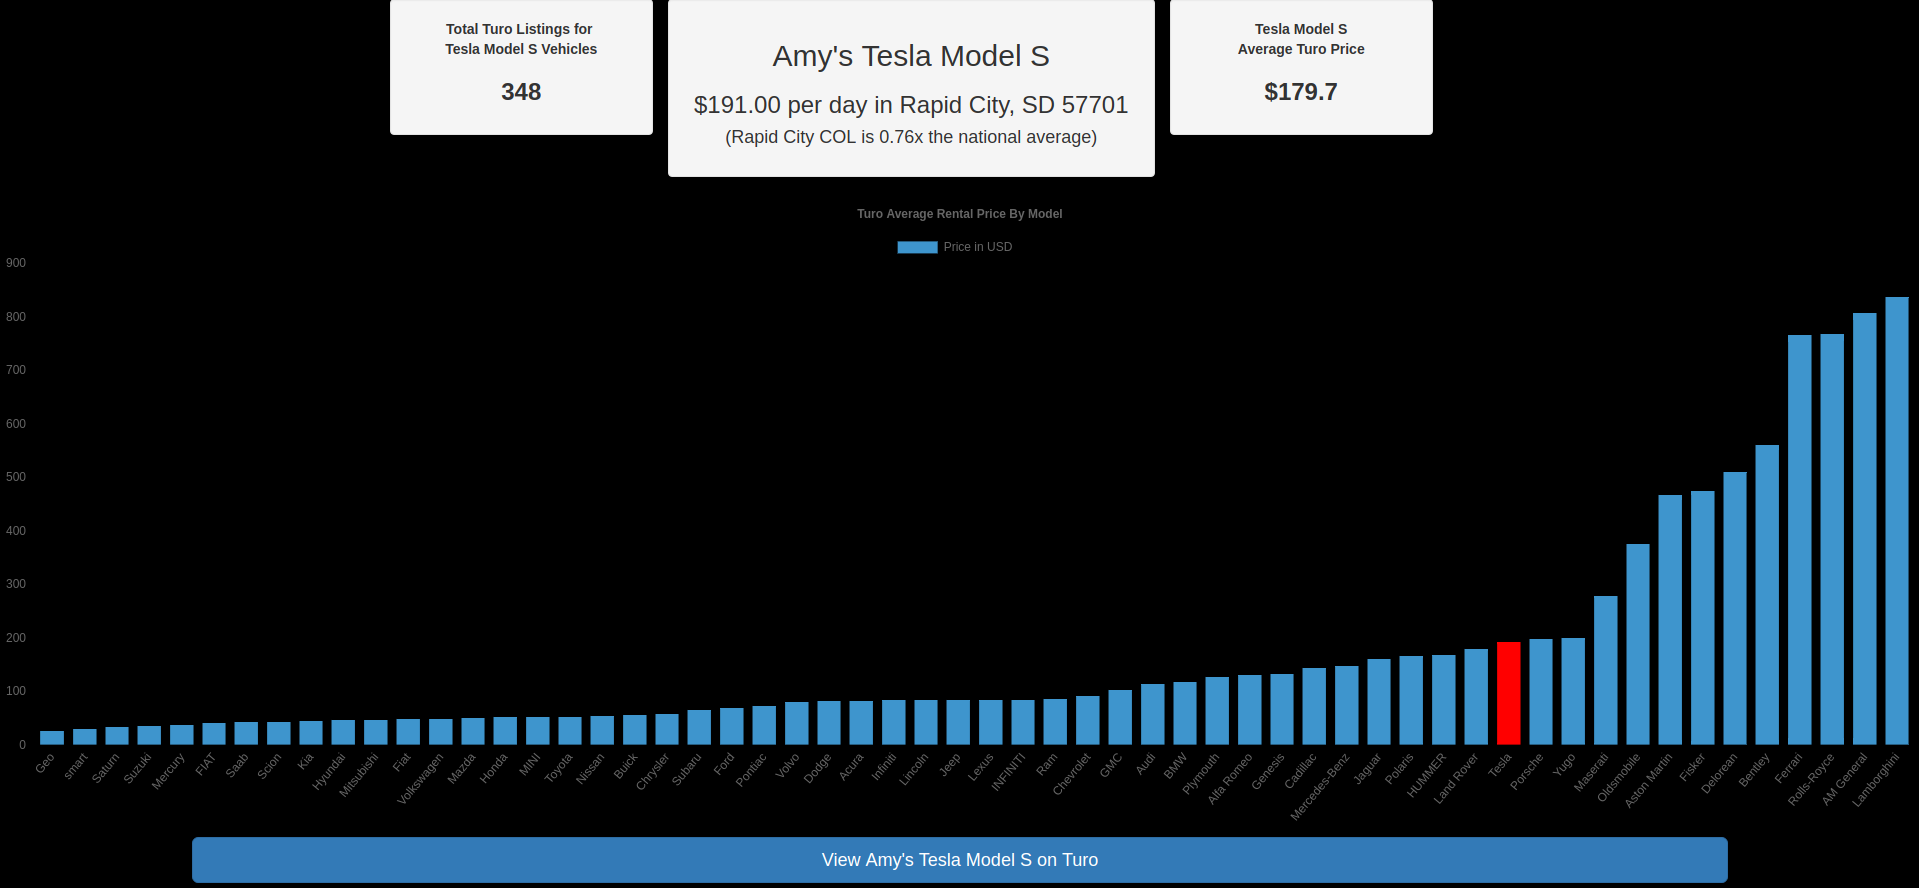 Total Turo Listings for
Tesla Model S Vehicles
348
Amy's Tesla Model S
$191.00 per day in Rapid City, SD 57701
(Rapid City COL is 0.76x the national average)
Tesla Model S
Average Turo Price
$179.7
Turo Average Rental Price By Model
Price in USD
900
800
700
600
500
400
300
200
100
0
Geo
smart
Saturn
Suzuki
Mercury
FIAT
Saab
Scion
Kia
Hyundai
Mitsubishi
Fiat
Volkswagen
Mazda
Honda
MINI
Toyota
Nissan
Buick
Chrysler
Subaru
Ford
Pontiac
Volvo
Dodge
Acura
Infiniti
Lincoln
Jeep
Lexus
INFINITI
Ram
Chevrolet
GMC
Audi
BMW
Plymouth
Alfa Romeo
Genesis
Cadillac
Mercedes-Benz
Jaguar
Polaris
HUMMER
Land Rover
Tesla
Porsche
Yugo
Maserati
Oldsmobile
Aston Martin
Fisker
Delorean
Bentley
Ferrari
Rolls-Royce
AM General
Lamborghini
View Amy's Tesla Model S on Turo